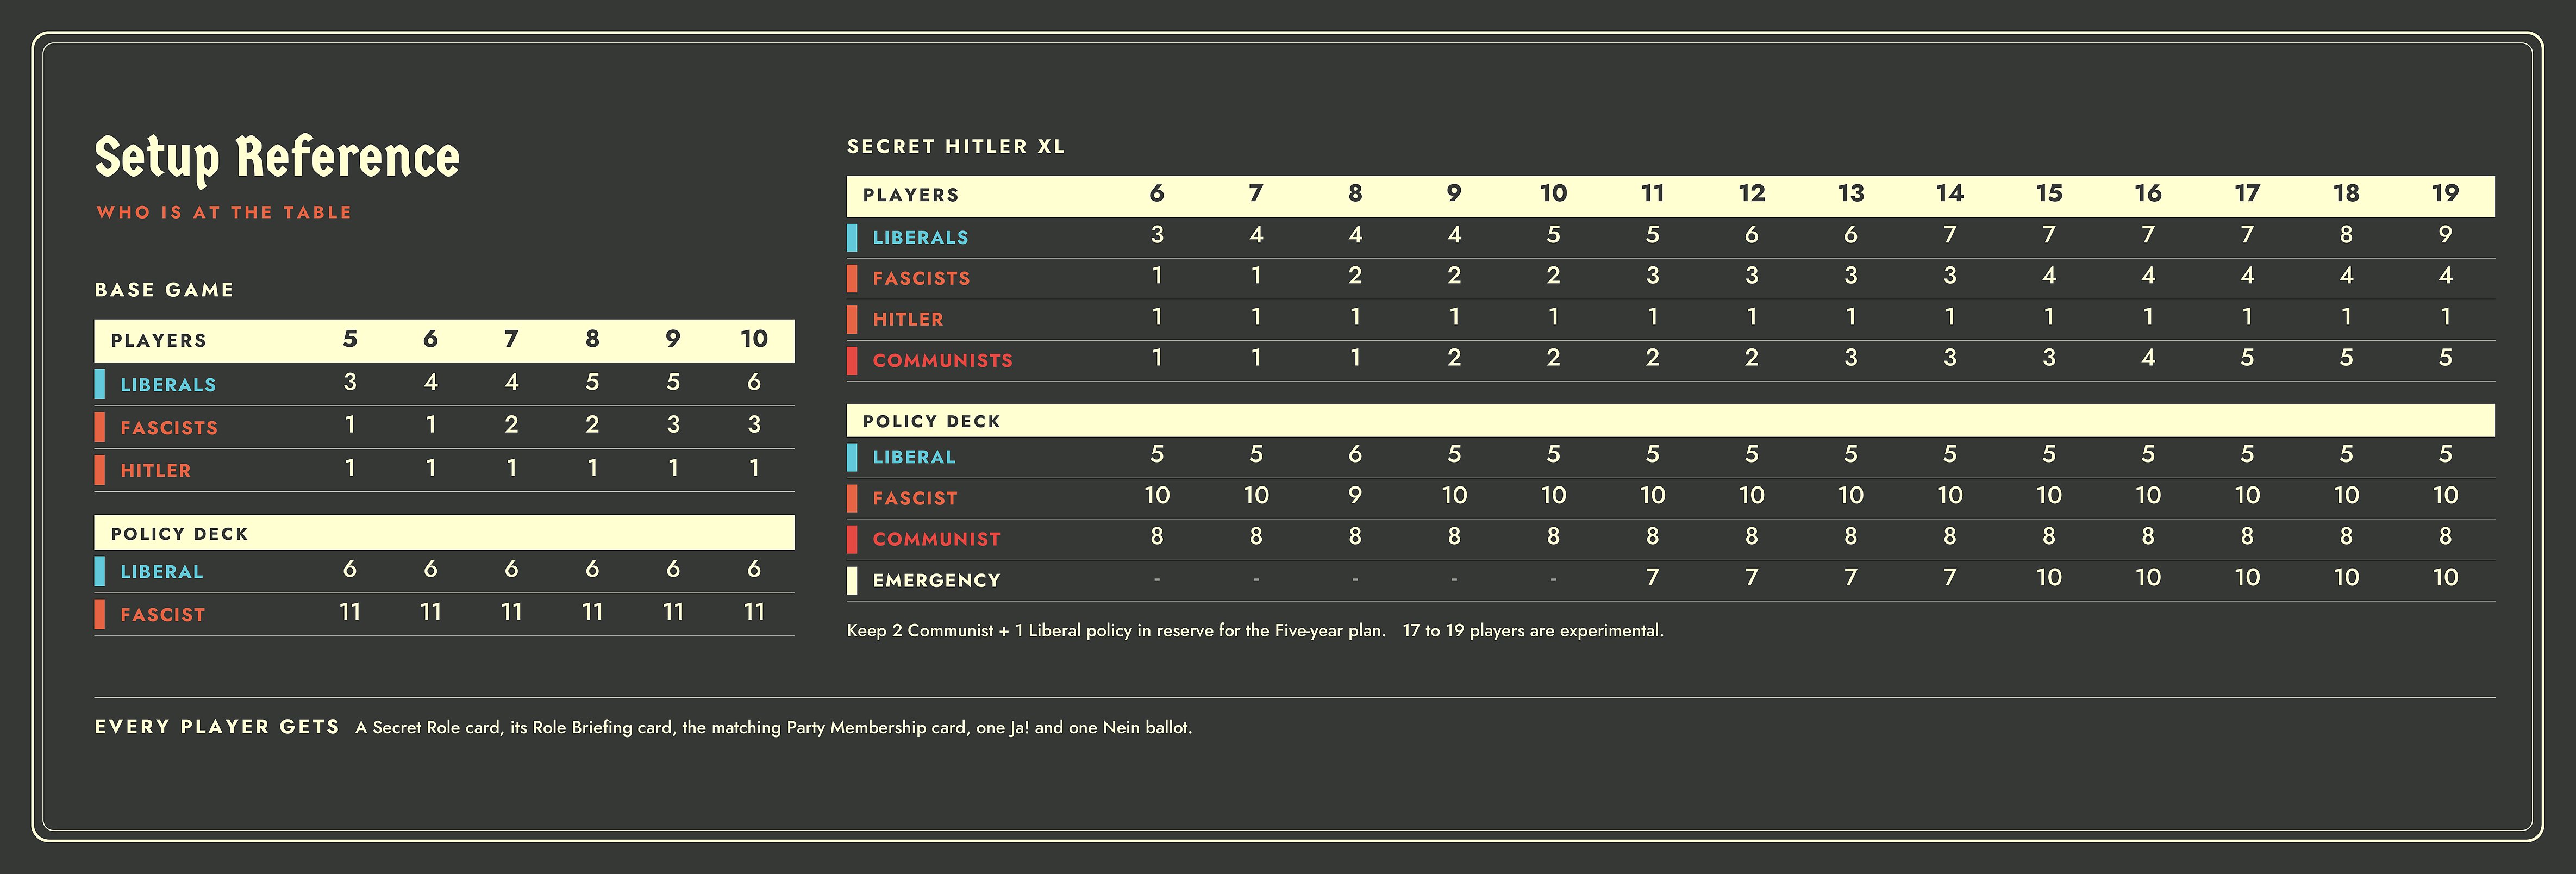 Setup Reference
WHO IS AT THE TABLE
BASE GAME
PLAYERS 5 6 7 8 9 10
LIBERALS 3 4 4 5 5 6
FASCISTS 1 1 2 2 3 3
HITLER 1 1 1 1 1 1
POLICY DECK
LIBERAL 6 6 6 6 6 6
FASCIST 11 11 11 11 11 11
SECRET HITLER XL
PLAYERS 6 7 8 9 10 11 12 13 14 15 16 17 18 19
LIBERALS 3 4 4 4 5 5 6 6 7 7 7 7 8 9
FASCISTS 1 1 2 2 2 3 3 3 3 4 4 4 4 4
HITLER 1 1 1 1 1 1 1 1 1 1 1 1 1 1
COMMUNISTS 1 1 1 2 2 2 2 3 3 3 4 5 5 5
POLICY DECK
LIBERAL 5 5 6 5 5 5 5 5 5 5 5 5 5 5
FASCIST 10 10 9 10 10 10 10 10 10 10 10 10 10 10
COMMUNIST 8 8 8 8 8 8 8 8 8 8 8 8 8 8
EMERGENCY - - - - - 7 7 7 7 10 10 10 10 10
Keep 2 Communist + 1 Liberal policy in reserve for the Five-year plan. 17 to 19 players are experimental.
EVERY PLAYER GETS A Secret Role card, its Role Briefing card, the matching Party Membership card, one Ja! and one Nein ballot.